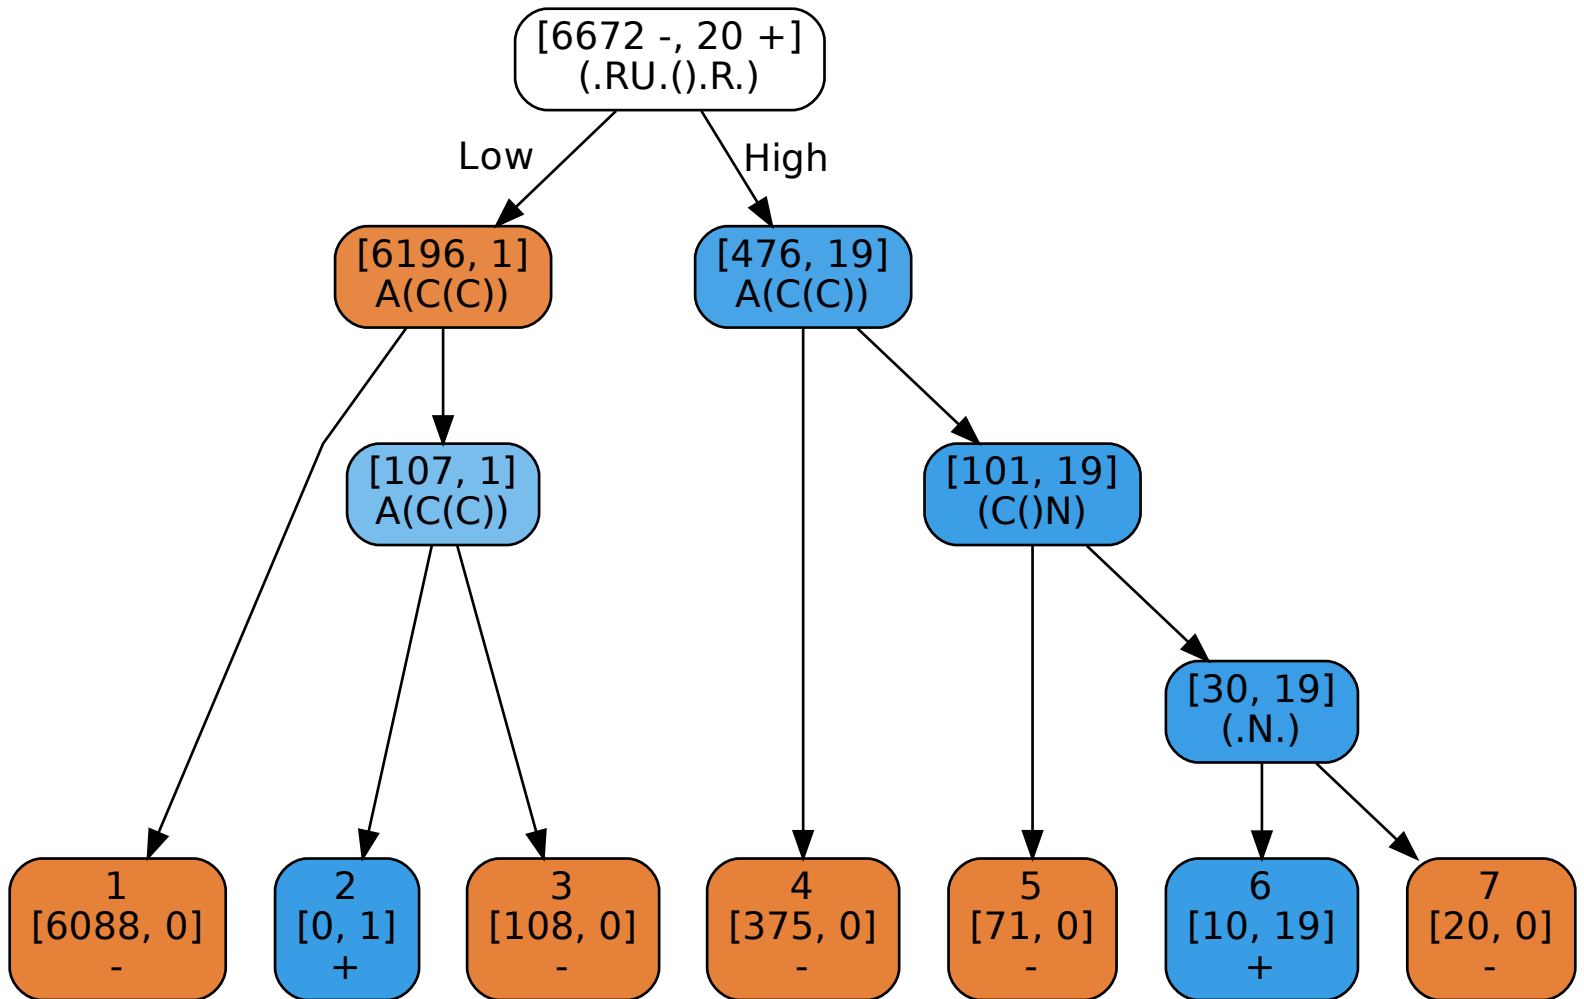 [6672 -, 20 +]
(.RU.().R.)
Low
High
[6196, 1]
A(C(C))
[476, 19]
A(C(C))
[107, 1]
A(C(C))
[101, 19]
(C()N)
[30, 19]
(.N.)
1
[6088, 0]
-
2
[0, 1]
+
3
[108, 0]
-
4
[375, 0]
-
5
[71, 0]
-
6
[10, 19]
+
7
[20, 0]
-